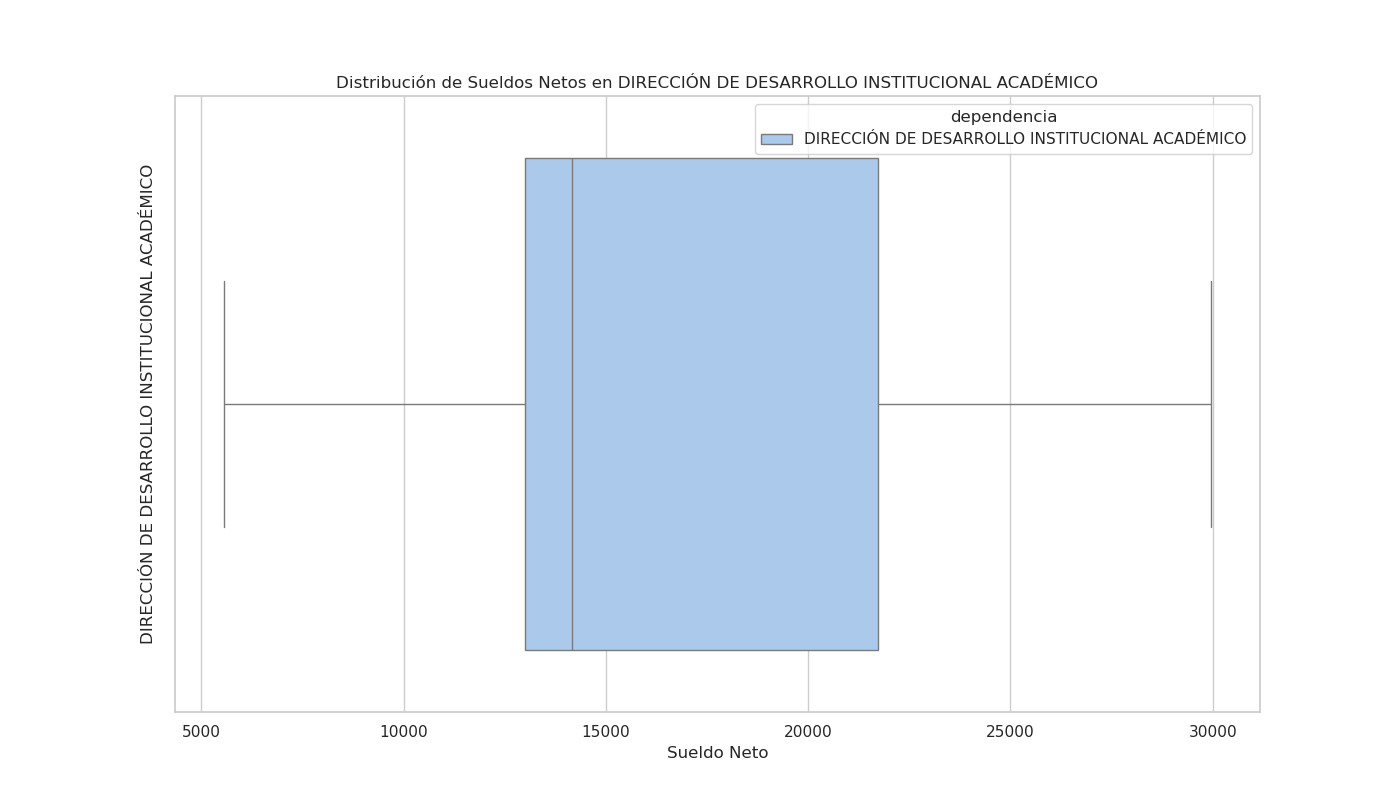 Distribución de Sueldos Netos en DIRECCIÓN DE DESARROLLO INSTITUCIONAL ACADÉMICO
dependencia
DIRECCIÓN DE DESARROLLO INSTITUCIONAL ACADÉMICO
DIRECCIÓN DE DESARROLLO INSTITUCIONAL ACADÉMICO
5000 10000 15000 20000 25000 30000
Sueldo Neto